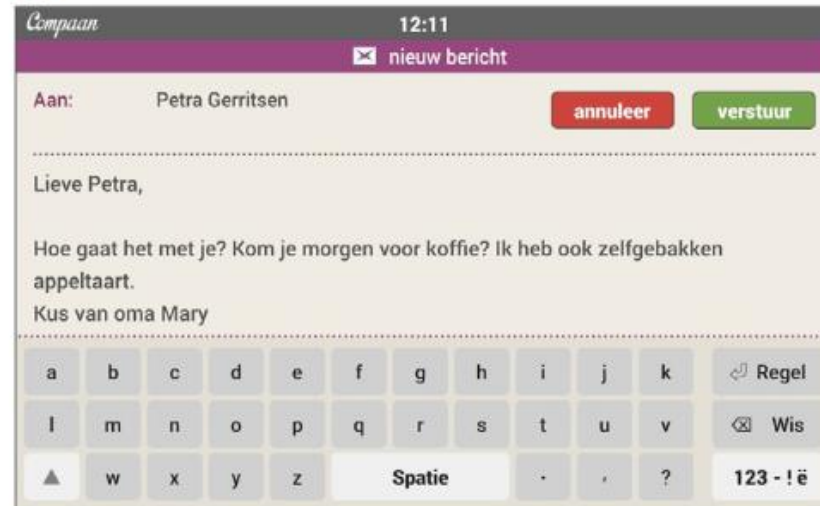 Compaan 12:11
nieuw bericht
Aan: Petra Gerritsen annuleer verstuur
Lieve Petra,
Hoe gaat het met je? Kom je morgen voor koffie? Ik heb ook zelfgebakken
appeltaart.
Kus van oma Mary
a b c d e f g h i j k Regel
l m n o p q r s t u v Wis
w x y z Spatie . , ? 123 - ! ë